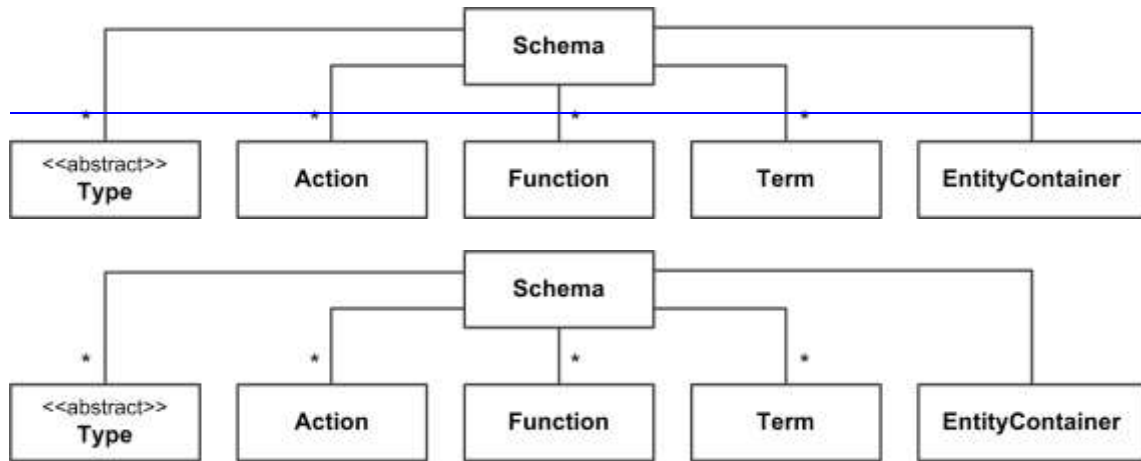 Schema
* * * *
<<abstract>>
Type Action Function Term EntityContainer
Schema
* * * *
<<abstract>>
Type Action Function Term EntityContainer